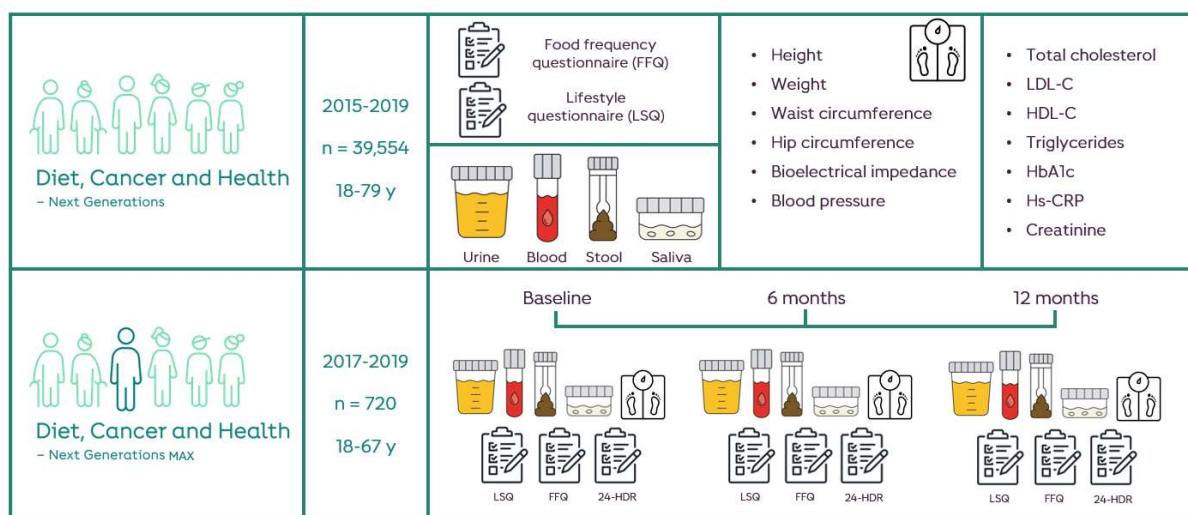 Diet, Cancer and Health
– Next Generations
2015-2019
n = 39,554
18-79 y
Food frequency
questionnaire (FFQ)
Lifestyle
questionnaire (LSQ)
Urine
Blood
Stool
Saliva
• Height
• Weight
• Waist circumference
• Hip circumference
• Bioelectrical impedance
• Blood pressure
• Total cholesterol
• LDL-C
• HDL-C
• Triglycerides
• HbA1c
• Hs-CRP
• Creatinine
Diet, Cancer and Health
– Next Generations MAX
2017-2019
n = 720
18-67 y
Baseline
6 months
12 months
LSQ
FFQ
24-HDR
LSQ
FFQ
24-HDR
LSQ
FFQ
24-HDR